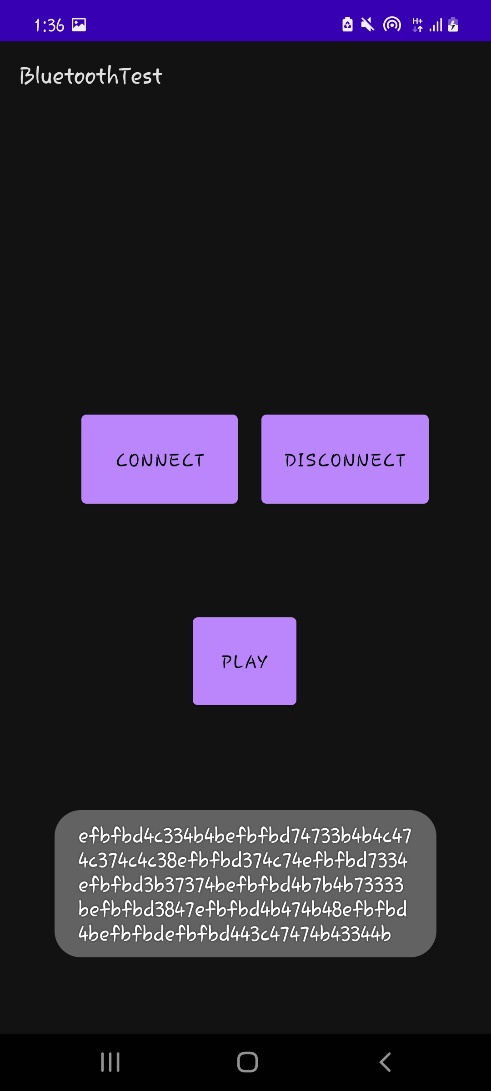 1:36
BluetoothTest
CONNECT
DISCONNECT
PLAY
efbfbd4c334b4befbfbd74733b4b4c47
4c374c4c38efbfbd374c74efbfbd7334
efbfbd3b37374befbfbd4b7b4b73333
befbfbd3847efbfbd4b474b48efbfbd
4befbfbdefbfbd443c47474b43344b